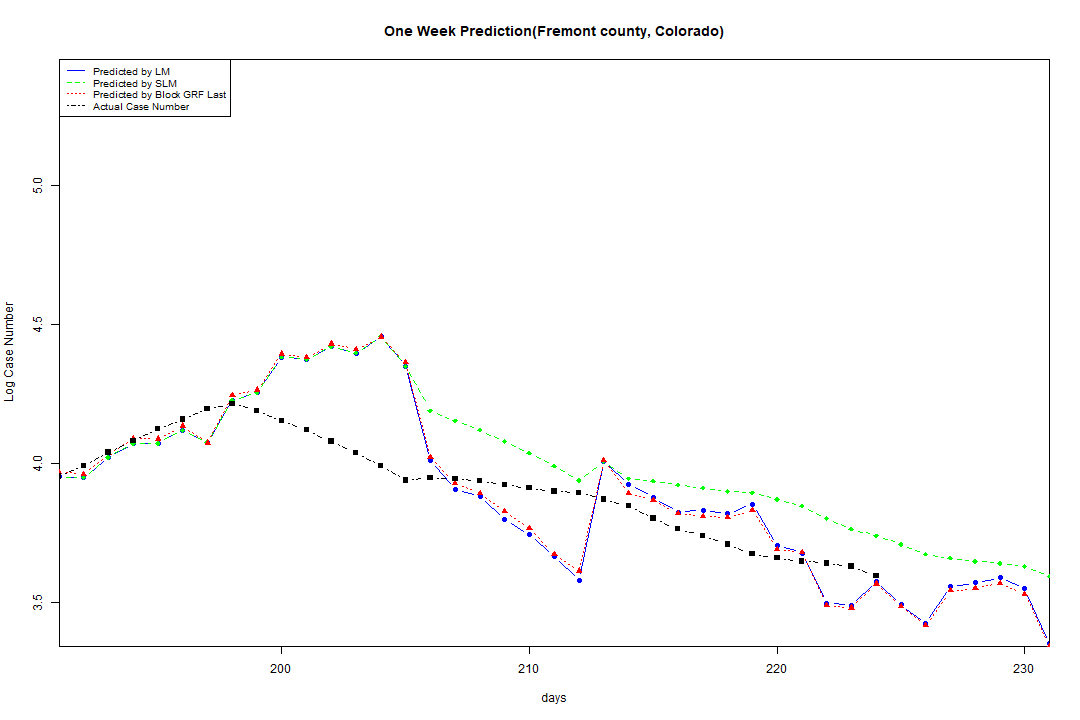 One Week Prediction(Fremont county, Colorado)
Predicted by LM
Predicted by SLM
Predicted by Block GRF Last
Actual Case Number
5.0
4.5
4.0
3.5
Log Case Number
200 210 220 230
days